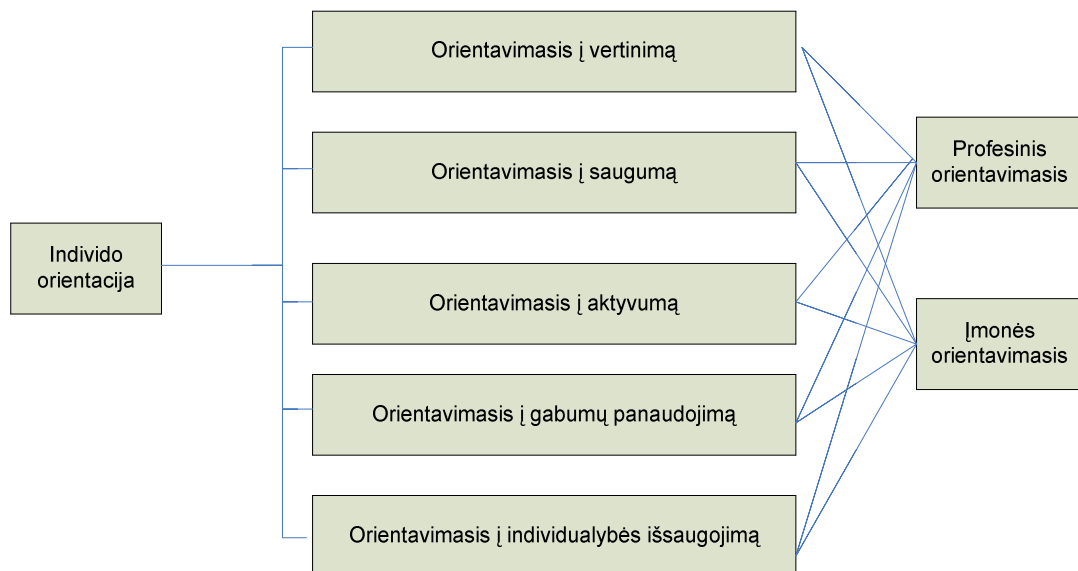 Individo
orientacija
Orientavimasis į vertinimą
Orientavimasis į saugumą
Orientavimasis į aktyvumą
Orientavimasis į gabumų panaudojimą
Orientavimasis į individualybės išsaugojimą
Profesinis
orientavimasis
Įmonės
orientavimasis